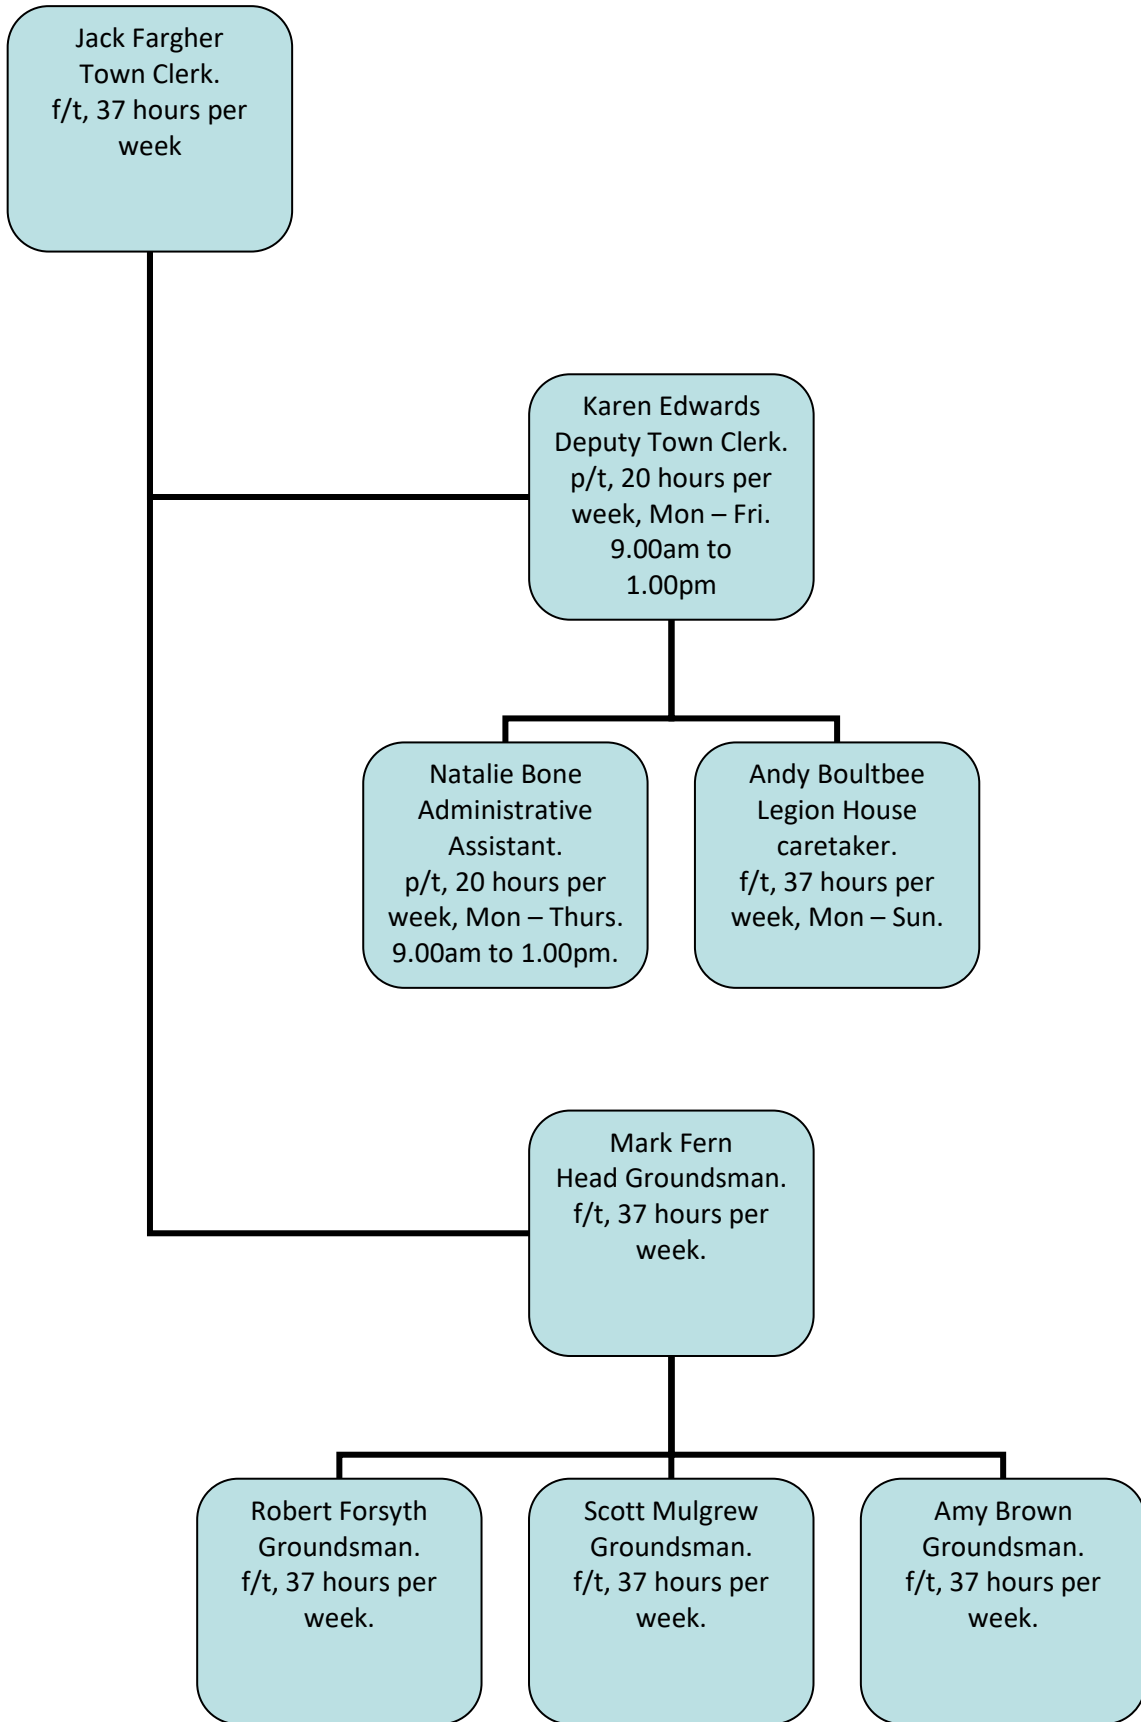 Jack Fargher
Town Clerk.
f/t, 37 hours per
week
Karen Edwards
Deputy Town Clerk.
p/t, 20 hours per
week, Mon – Fri.
9.00am to
1.00pm
Natalie Bone
Administrative
Assistant.
p/t, 20 hours per
week, Mon – Thurs.
9.00am to 1.00pm.
Andy Boultbee
Legion House
caretaker.
f/t, 37 hours per
week, Mon – Sun.
Mark Fern
Head Groundsman.
f/t, 37 hours per
week.
Robert Forsyth
Groundsman.
f/t, 37 hours per
week.
Scott Mulgrew
Groundsman.
f/t, 37 hours per
week.
Amy Brown
Groundsman.
f/t, 37 hours per
week.